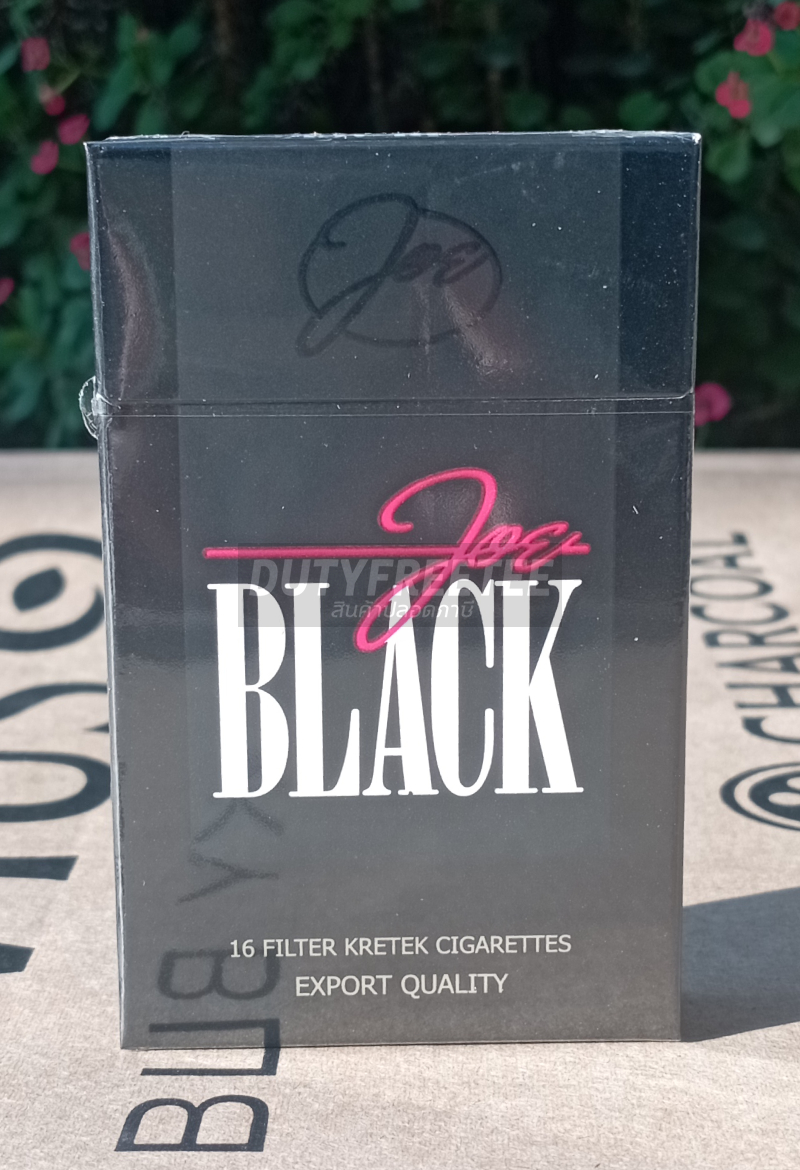 Joe
Joe
DUTYFREETLE
สินค้าปลอดภาษี
BLACK
16 FILTER KRETEK CIGARETTES
EXPORT QUALITY
@CHARCOAL